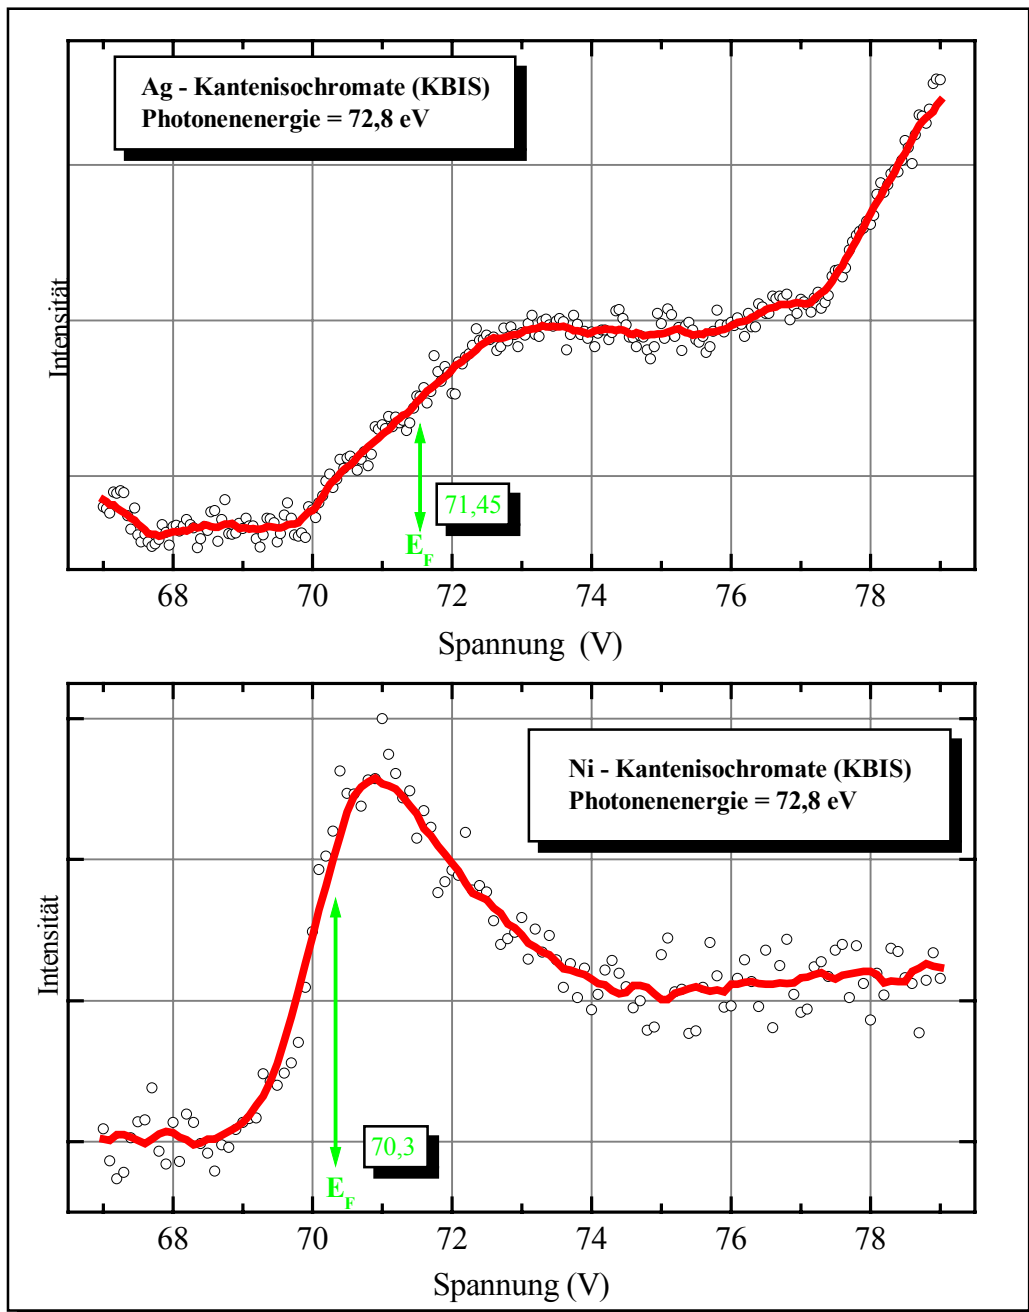 Ag - Kantenisochromate (KBIS)
Photonenenergie = 72,8 eV
Intensität
71,45
E_F
68 70 72 74 76 78
Spannung (V)
Ni - Kantenisochromate (KBIS)
Photonenenergie = 72,8 eV
Intensität
70,3
E_F
68 70 72 74 76 78
Spannung (V)